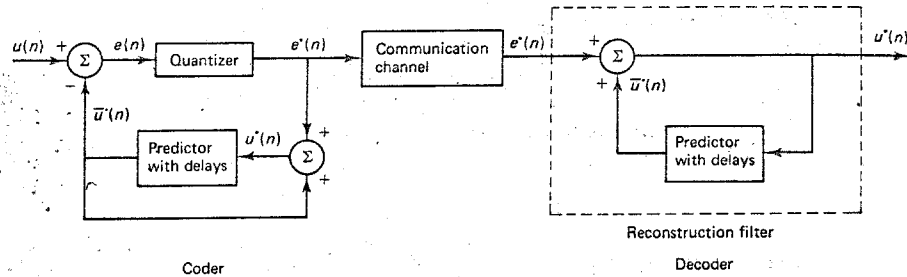 u(n)
+
Σ
−
e(n)
Quantizer
e˙(n)
Communication
channel
e˙(n)
+
Σ
+
u˙(n)
u̅˙(n)
u̅˙(n)
Predictor
with delays
u˙(n)
+
Σ
+
Predictor
with delays
Reconstruction filter
Coder
Decoder